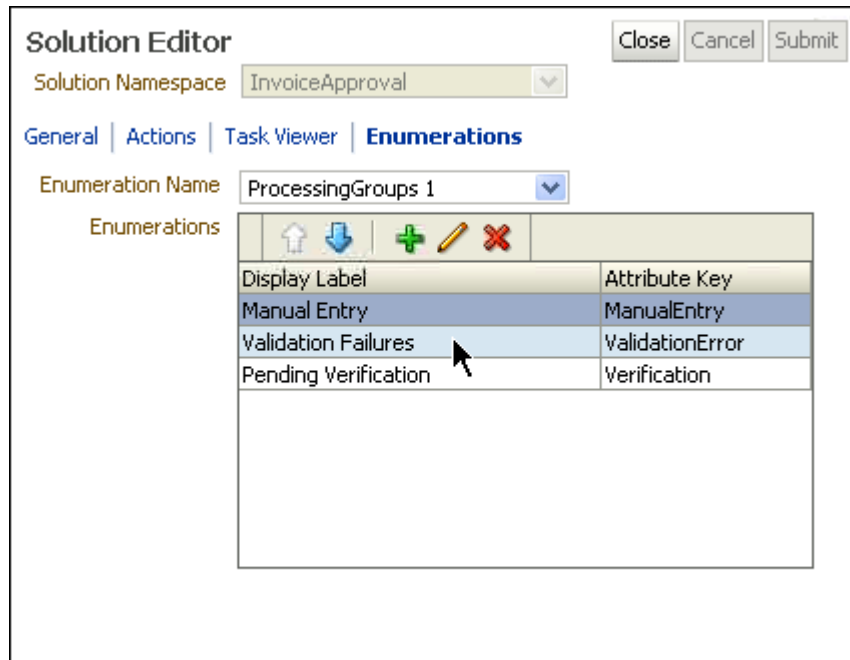 Solution Editor
Close Cancel Submit
Solution Namespace InvoiceApproval
General | Actions | Task Viewer | Enumerations
Enumeration Name ProcessingGroups 1
Enumerations
Display Label Attribute Key
Manual Entry ManualEntry
Validation Failures ValidationError
Pending Verification Verification